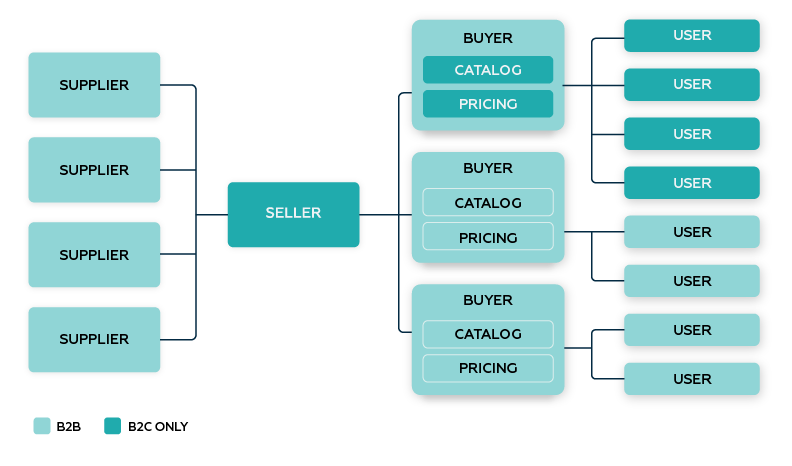 SUPPLIER
SUPPLIER
SUPPLIER
SUPPLIER
SELLER
BUYER
CATALOG
PRICING
BUYER
CATALOG
PRICING
BUYER
CATALOG
PRICING
USER
USER
USER
USER
USER
USER
USER
USER
B2B
B2C ONLY